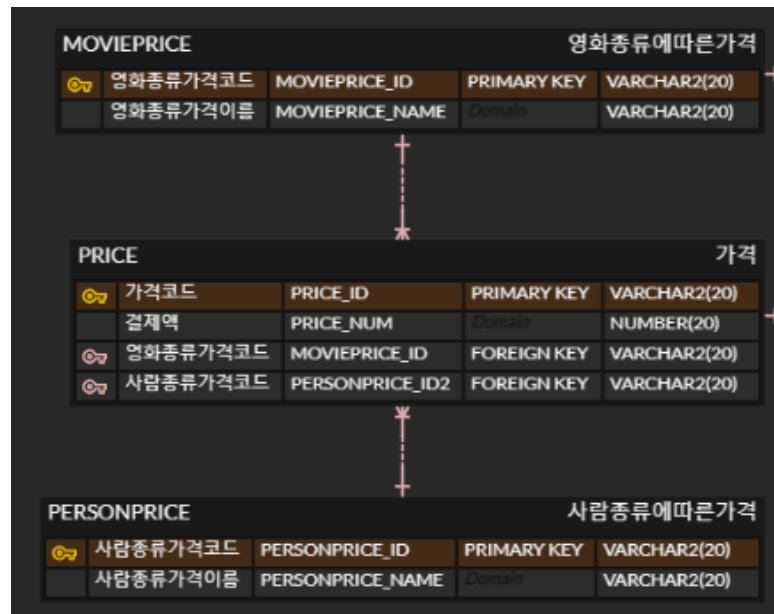 MOVIEPRICE 영화종류에따른가격
영화종류가격코드 MOVIEPRICE_ID PRIMARY KEY VARCHAR2(20)
영화종류가격이름 MOVIEPRICE_NAME Domain VARCHAR2(20)
PRICE 가격
가격코드 PRICE_ID PRIMARY KEY VARCHAR2(20)
결제액 PRICE_NUM Domain NUMBER(20)
영화종류가격코드 MOVIEPRICE_ID FOREIGN KEY VARCHAR2(20)
사람종류가격코드 PERSONPRICE_ID2 FOREIGN KEY VARCHAR2(20)
PERSONPRICE 사람종류에따른가격
사람종류가격코드 PERSONPRICE_ID PRIMARY KEY VARCHAR2(20)
사람종류가격이름 PERSONPRICE_NAME Domain VARCHAR2(20)